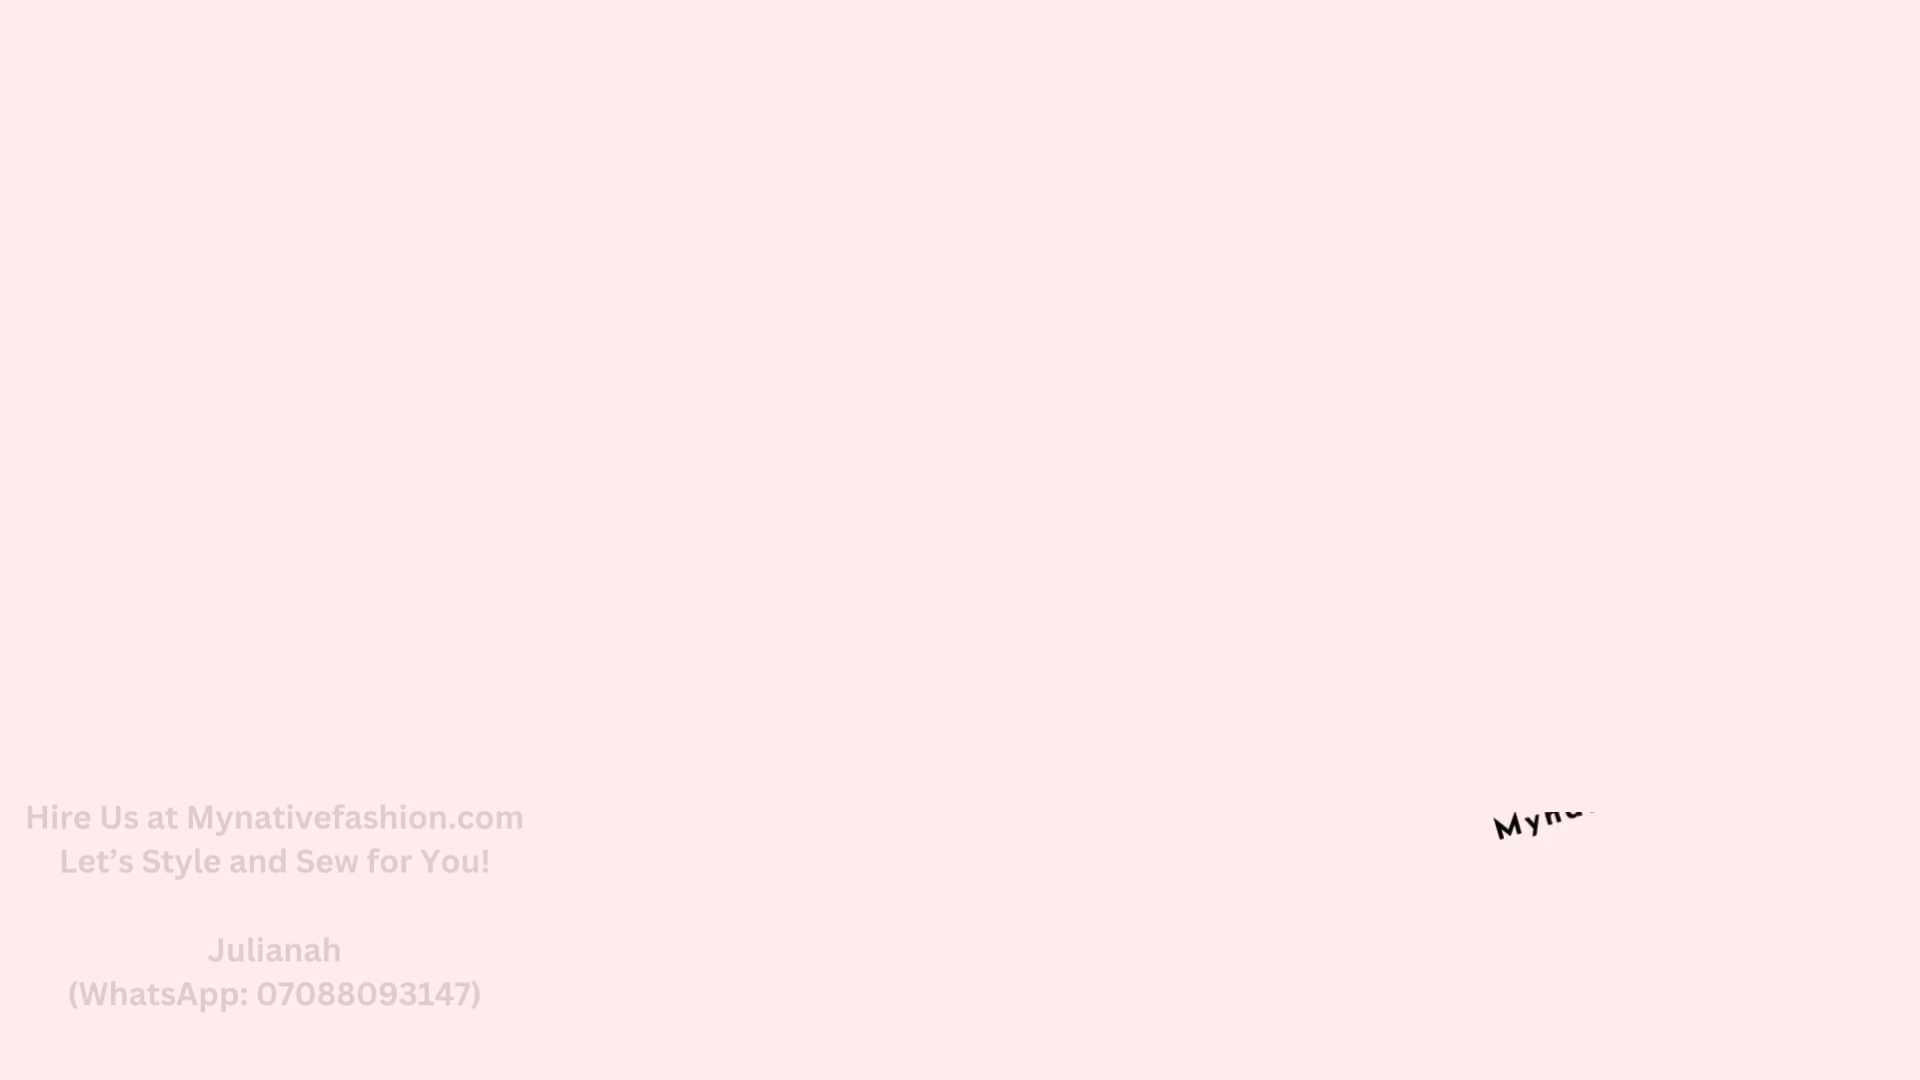 Hire Us at Mynativefashion.com
Let’s Style and Sew for You!
Julianah
(WhatsApp: 07088093147)